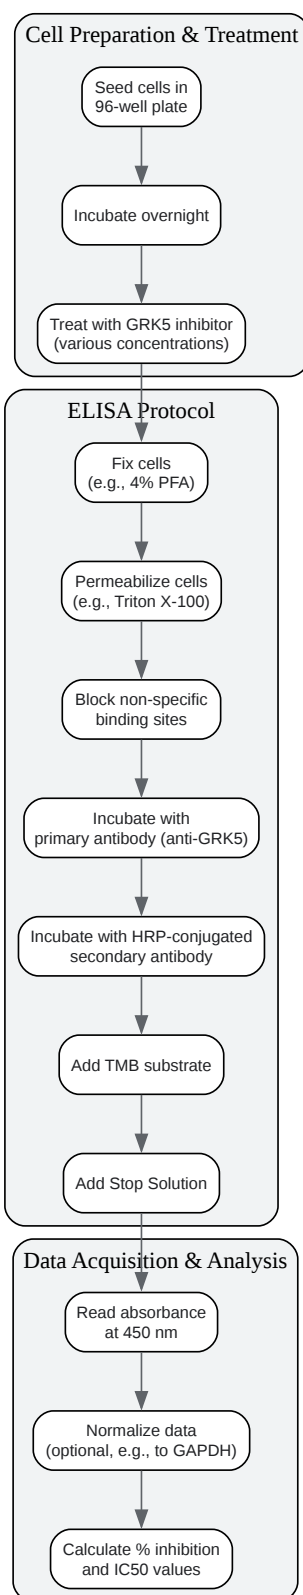 Cell Preparation & Treatment
Seed cells in
96-well plate
Incubate overnight
Treat with GRK5 inhibitor
(various concentrations)
ELISA Protocol
Fix cells
(e.g., 4% PFA)
Permeabilize cells
(e.g., Triton X-100)
Block non-specific
binding sites
Incubate with
primary antibody (anti-GRK5)
Incubate with HRP-conjugated
secondary antibody
Add TMB substrate
Add Stop Solution
Data Acquisition & Analysis
Read absorbance
at 450 nm
Normalize data
(optional, e.g., to GAPDH)
Calculate % inhibition
and IC50 values